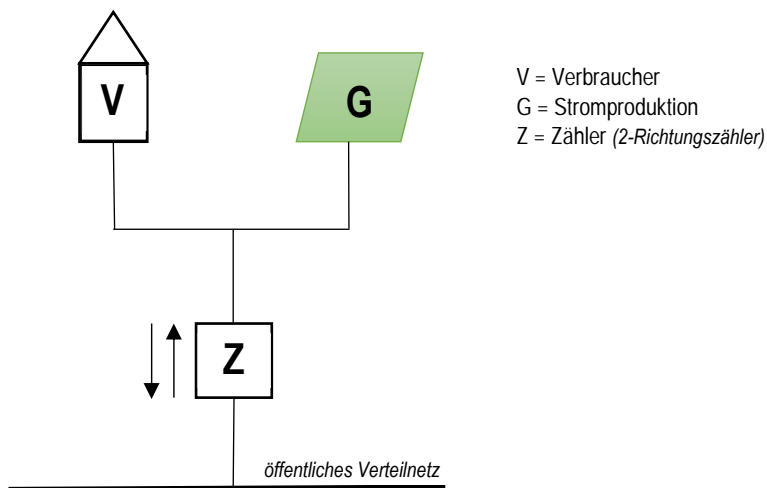 V
G
V = Verbraucher
G = Stromproduktion
Z = Zähler (2-Richtungszähler)
Z
öffentliches Verteilnetz